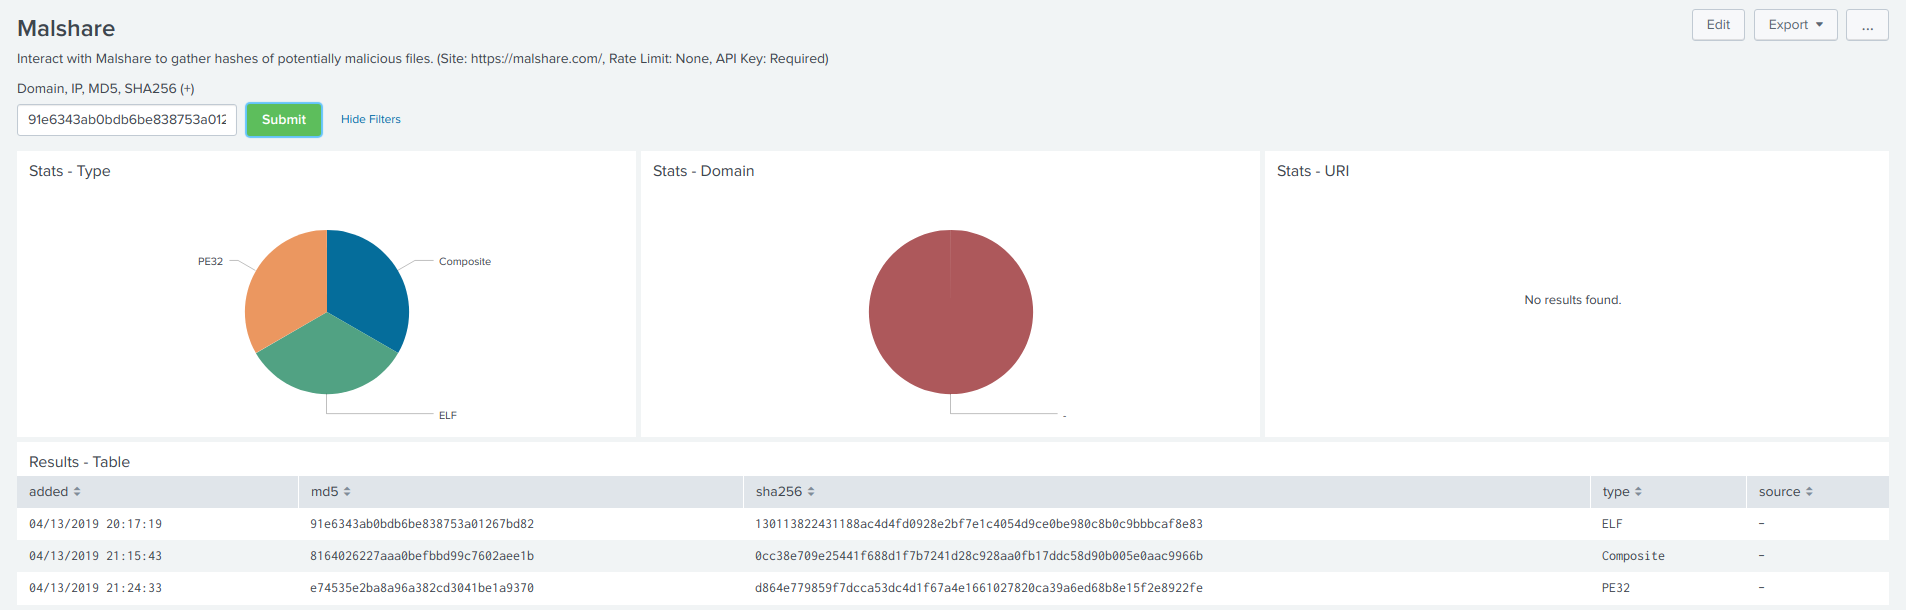 Malshare
Edit
Export
...
Interact with Malshare to gather hashes of potentially malicious files. (Site: https://malshare.com/, Rate Limit: None, API Key: Required)
Domain, IP, MD5, SHA256 (+)
91e6343ab0bdb6be838753a012
Submit
Hide Filters
Stats - Type
PE32
Composite
ELF
Stats - Domain
-
Stats - URI
No results found.
Results - Table
added md5 sha256 type source
04/13/2019 20:17:19 91e6343ab0bdb6be838753a01267bd82 130113822431188ac4d4fd0928e2bf7e1c4054d9ce0be980c8b0c9bbbcaf8e83 ELF -
04/13/2019 21:15:43 8164026227aaa0befbbd99c7602aee1b 0cc38e709e25441f688d1f7b7241d28c928aa0fb17ddc58d90b005e0aac9966b Composite -
04/13/2019 21:24:33 e74535e2ba8a96a382cd3041be1a9370 d864e779859f7dcca53dc4d1f67a4e1661027820ca39a6ed68b8e15f2e8922fe PE32 -